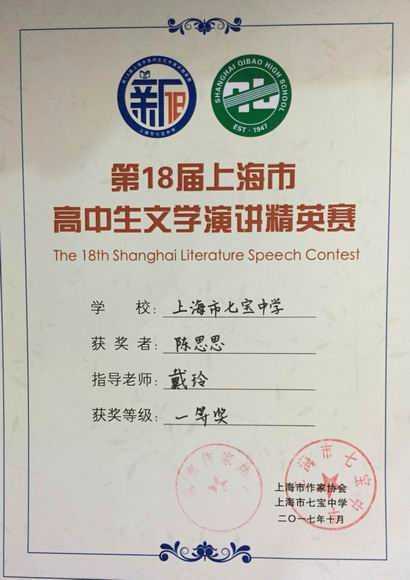 新18
SHANGHAI QIBAO HIGH SCHOOL
EST - 1947
第18届上海市
高中生文学演讲精英赛
The 18th Shanghai Literature Speech Contest
学 校：上海市七宝中学
获 奖 者：陈思思
指导老师：戴玲
获奖等级：一等奖
上海市作家协会
上海市七宝中学
二〇一七年十月